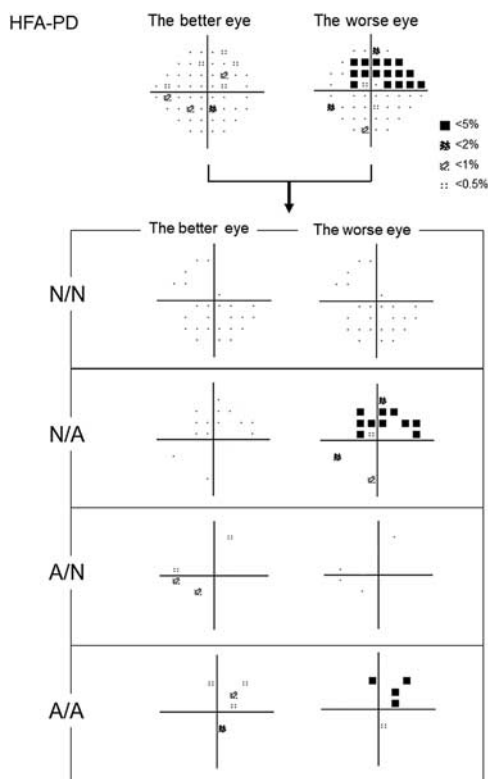 HFA-PD
The better eye
The worse eye
<5%
<2%
<1%
<0.5%
The better eye
The worse eye
N/N
N/A
A/N
A/A